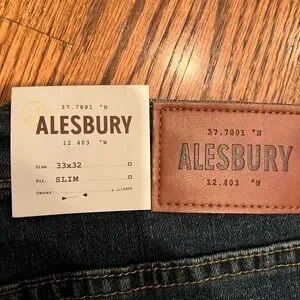 37.7891 °N
ALESBURY
12.403 °W
Size: 33x32
Fit: SLIM
Owner:
37.7891 °N
ALESBURY
12.403 °W